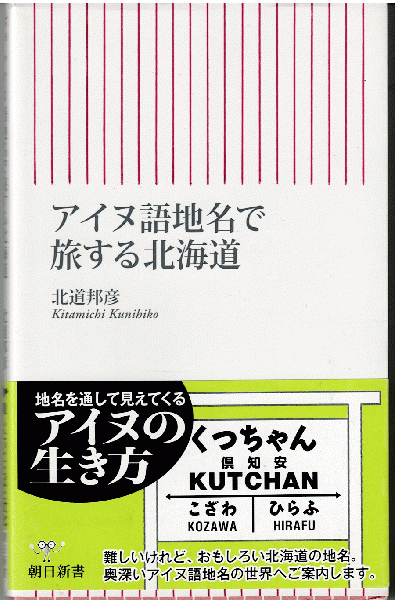 アイヌ語地名で
旅する北海道
北道邦彦
Kitamichi Kunihiko
地名を通して見えてくる
アイヌの
生き方
くっちゃん
倶知安
KUTCHAN
こざわ
KOZAWA
ひらふ
HIRAFU
朝日新書
難しいけれど、おもしろい北海道の地名。
奥深いアイヌ語地名の世界へご案内します。